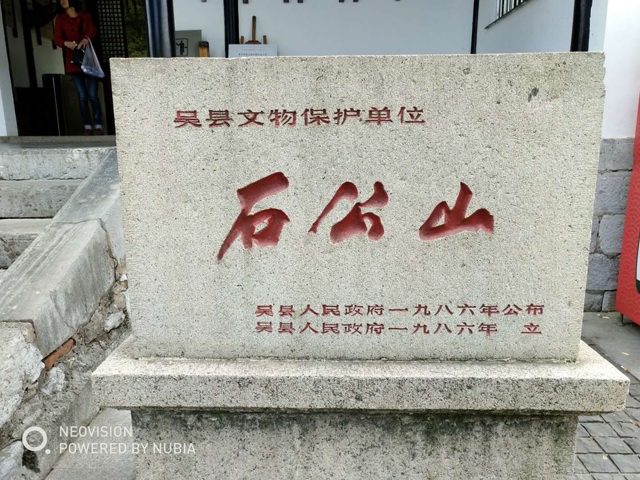 吴县文物保护单位
石公山
吴县人民政府一九八六年公布
吴县人民政府一九八六年 立
NEOVISION
POWERED BY NUBIA